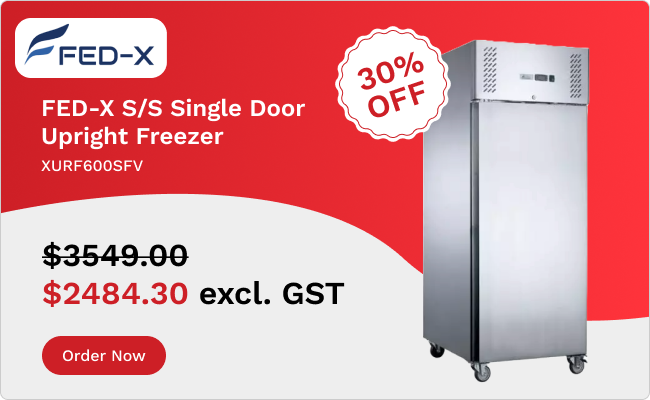 FED-X
30%
OFF
FED-X S/S Single Door
Upright Freezer
XURF600SFV
$3549.00
$2484.30 excl. GST
Order Now